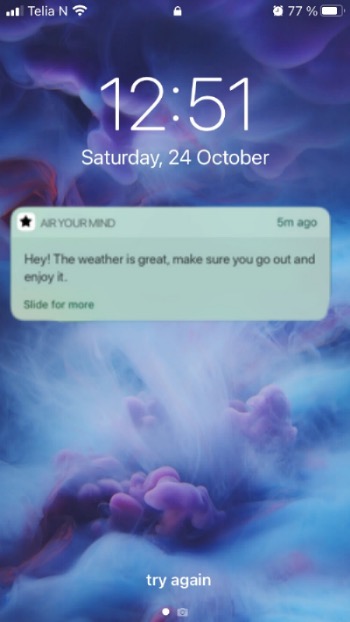 Telia N 77 %
12:51
Saturday, 24 October
AIR YOUR MIND 5m ago
Hey! The weather is great, make sure you go out and
enjoy it.
Slide for more
try again